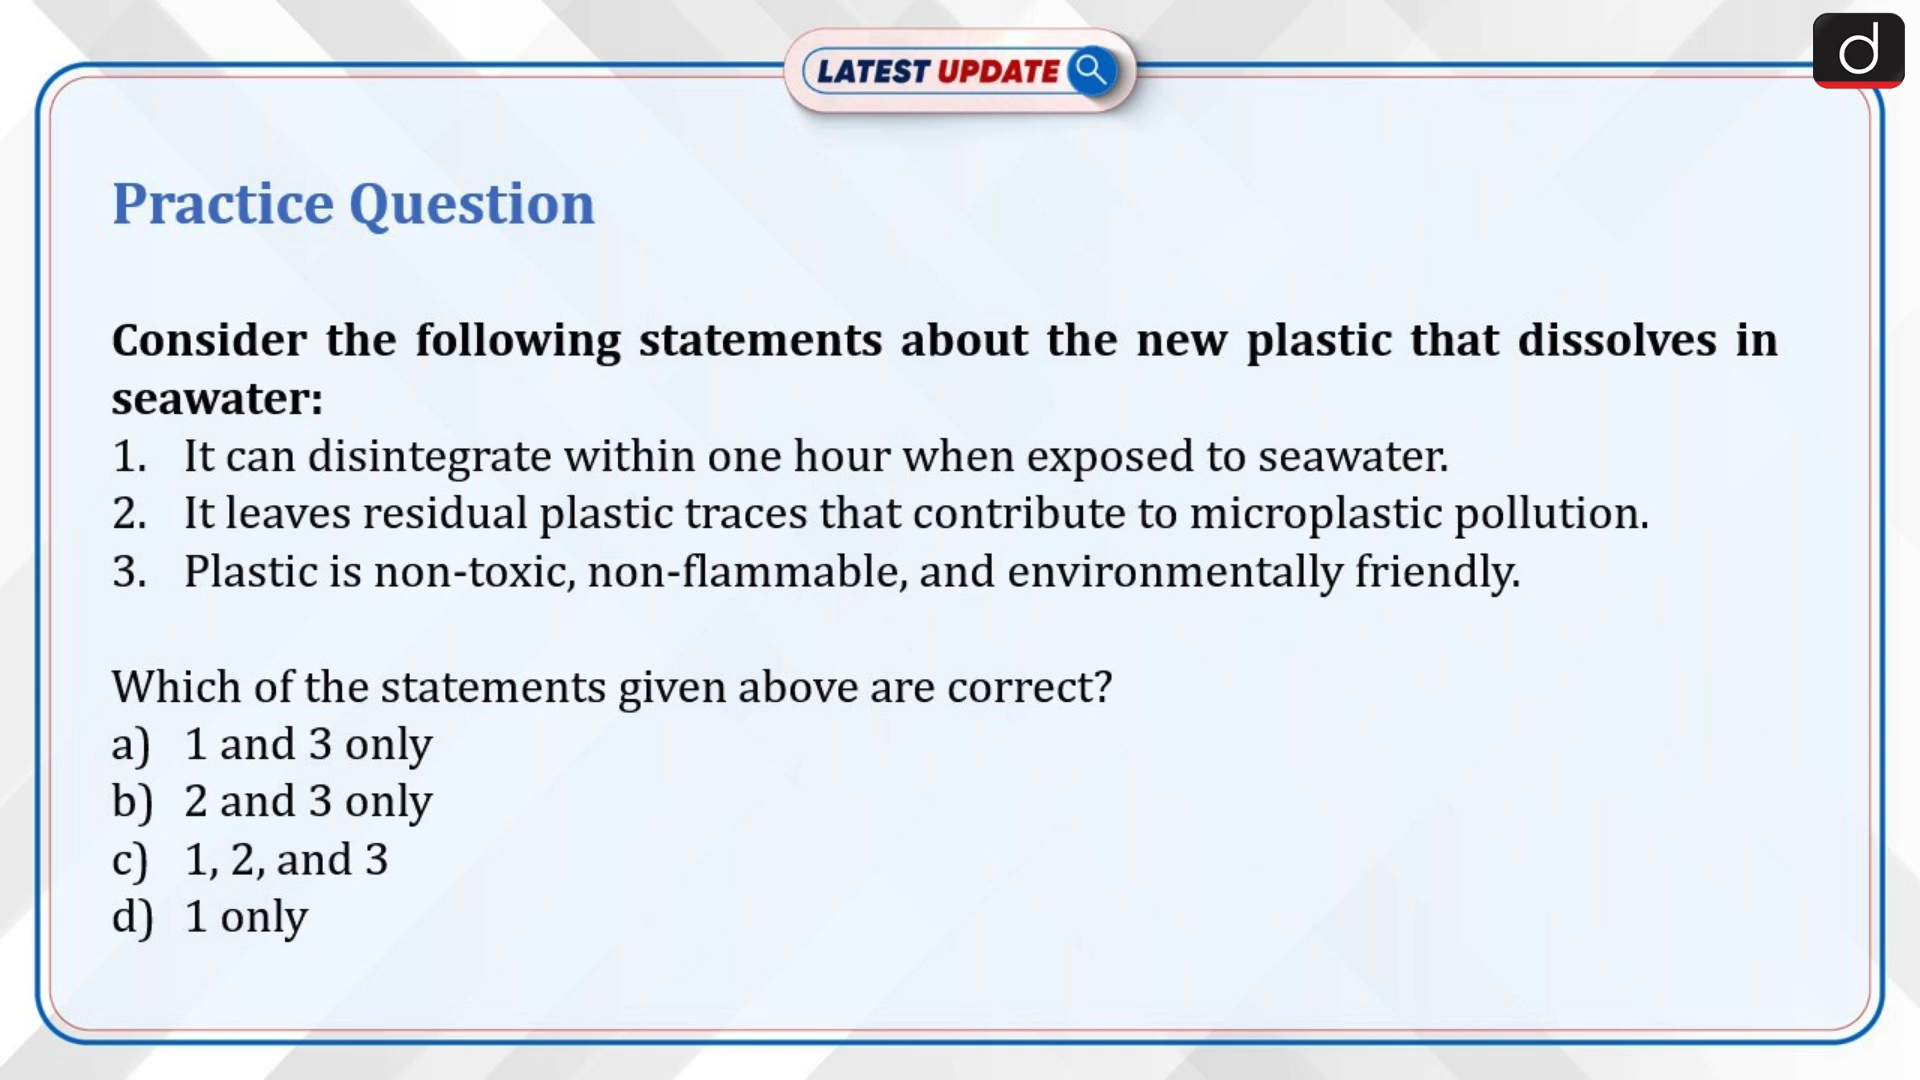 LATEST UPDATE
d
Practice Question
Consider the following statements about the new plastic that dissolves in
seawater:
1. It can disintegrate within one hour when exposed to seawater.
2. It leaves residual plastic traces that contribute to microplastic pollution.
3. Plastic is non-toxic, non-flammable, and environmentally friendly.
Which of the statements given above are correct?
a) 1 and 3 only
b) 2 and 3 only
c) 1, 2, and 3
d) 1 only